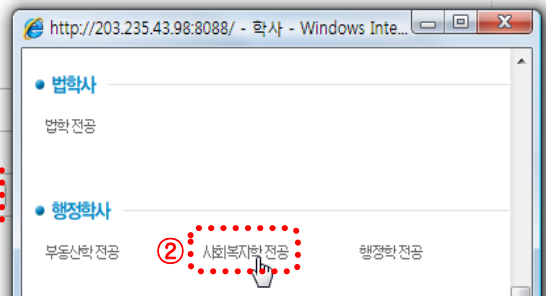 http://203.235.43.98:8088/ - 학사 - Windows Inte...
법학사
법학 전공
행정학사
부동산학 전공 ② 사회복지학 전공 행정학 전공